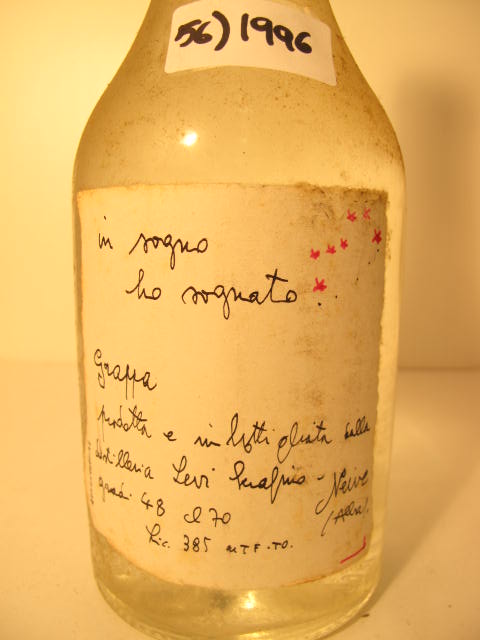 56) 1996
in sogno
ho sognato..
Grappa
prodotta e imbottigliata dalla
distilleria Levi Serafino - Neive
gradi 48 cl 70 (Alba).
Lic. 385 UTF. TO.